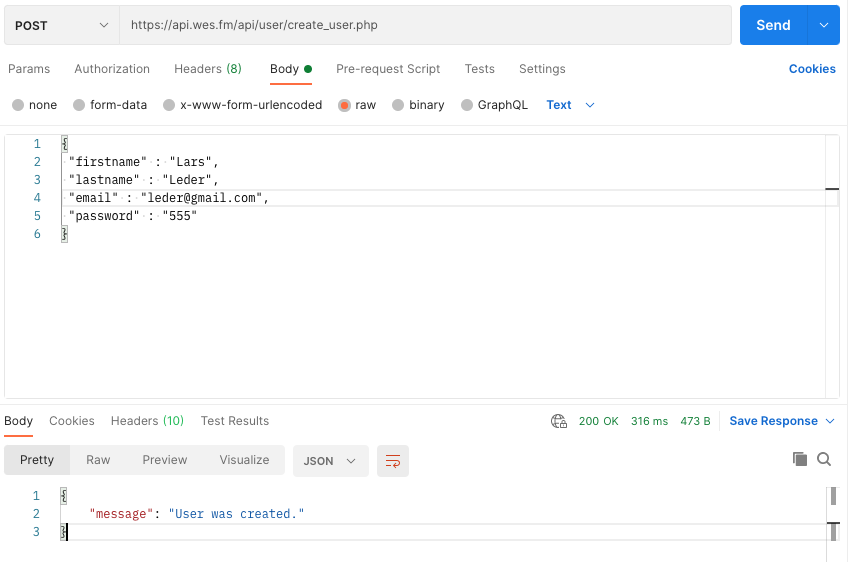 POST https://api.wes.fm/api/user/create_user.php Send
Params Authorization Headers (8) Body Pre-request Script Tests Settings Cookies
none form-data x-www-form-urlencoded raw binary GraphQL Text
1 {
2 "firstname" : "Lars",
3 "lastname" : "Leder",
4 "email" : "leder@gmail.com",
5 "password" : "555"
6 }
Body Cookies Headers (10) Test Results 200 OK 316 ms 473 B Save Response
Pretty Raw Preview Visualize JSON
1 {
2 "message": "User was created."
3 }